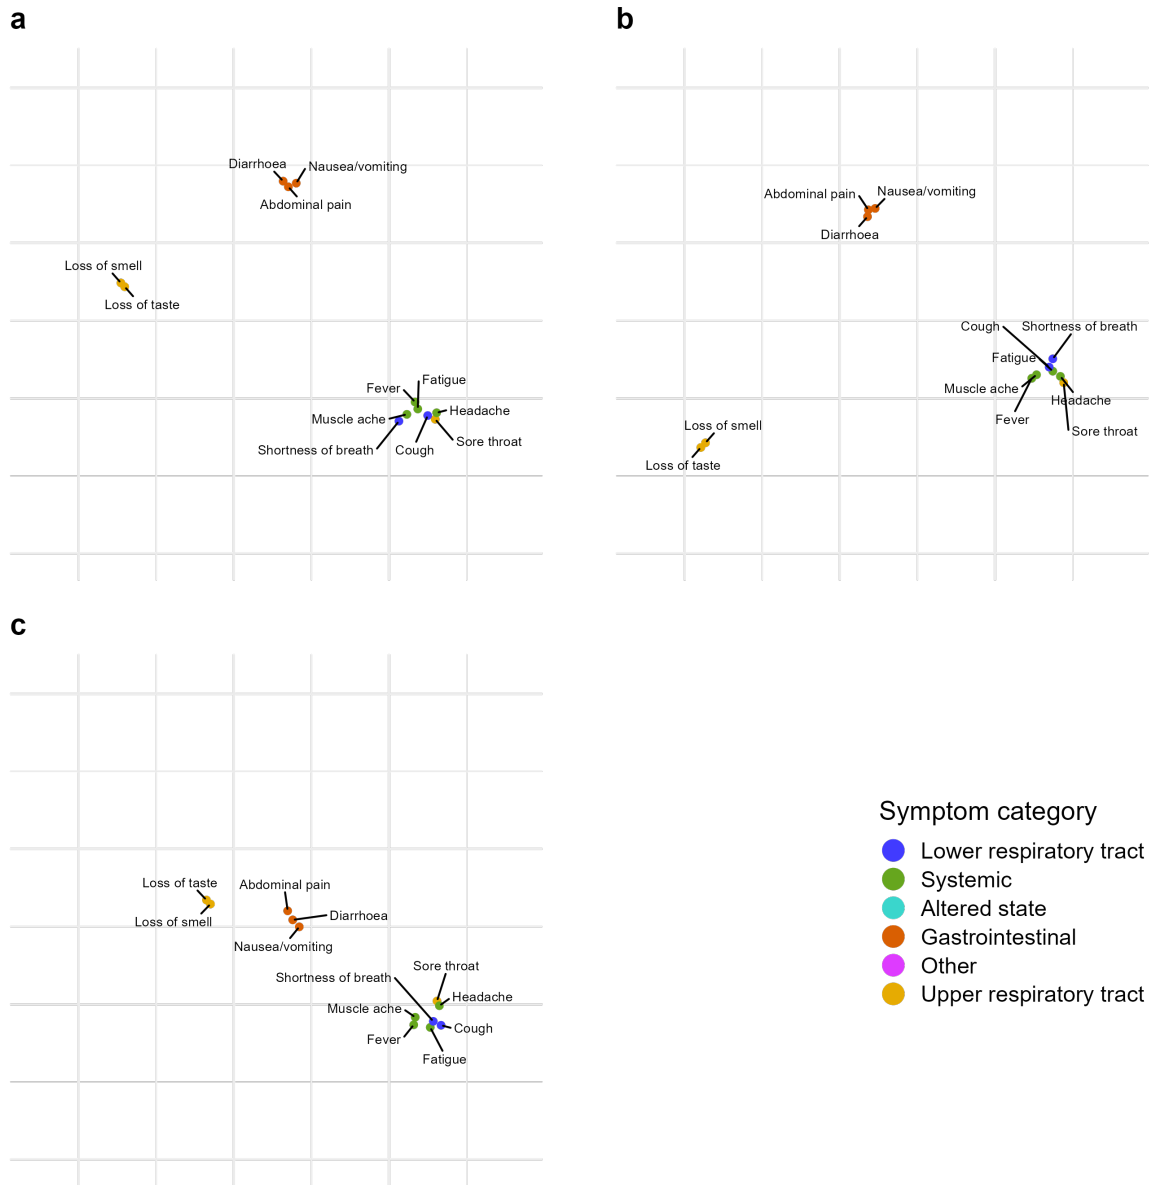 a
Diarrhoea
Nausea/vomiting
Abdominal pain
Loss of smell
Loss of taste
Fatigue
Fever
Headache
Muscle ache
Sore throat
Shortness of breath
Cough
b
Abdominal pain
Nausea/vomiting
Diarrhoea
Cough
Shortness of breath
Fatigue
Muscle ache
Headache
Fever
Sore throat
Loss of smell
Loss of taste
c
Loss of taste
Abdominal pain
Loss of smell
Diarrhoea
Nausea/vomiting
Sore throat
Shortness of breath
Headache
Muscle ache
Cough
Fever
Fatigue
Symptom category
Lower respiratory tract
Systemic
Altered state
Gastrointestinal
Other
Upper respiratory tract